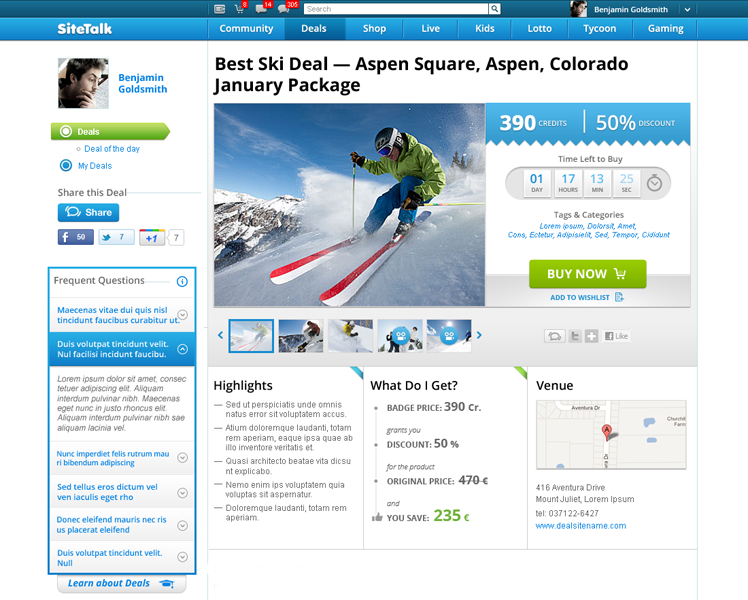 8
14
305
Search
Benjamin Goldsmith
SiteTalk
Community
Deals
Shop
Live
Kids
Lotto
Tycoon
Gaming
Benjamin
Goldsmith
Deals
Deal of the day
My Deals
Share this Deal
Share
50
7
+1
7
Frequent Questions
Maecenas vitae dui quis nisl
tincidunt faucibus curabitur ut.
Duis volutpat tincidunt velit.
Nul facilisi incidunt faucibu.
Lorem ipsum dolor sit amet, consec
tetuer adipiscing elit. Aliquam
interdum pulvinar nibh. Maecenas
eget nunc in justo rhoncus elit.
Aliquam interdum pulvinar nibh sae
aliquam lacinia vel.
Nunc imperdiet felis rutrum mau
ri bibendum adipiscing
Sed tellus eros dictum vel
ven iaculis eget rho
Donec eleifend mauris nec ris
us placerat eleifend
Duis volutpat tincidunt velit.
Null
Learn about Deals
Best Ski Deal — Aspen Square, Aspen, Colorado
January Package
390 CREDITS
50% DISCOUNT
Time Left to Buy
01 17 13 25
DAY HOURS MIN SEC
Tags & Categories
Lorem ipsum, Dolorsit, Amet,
Cons, Ectetur, Adipisielit, Sed, Tempor, Cididunt
BUY NOW
ADD TO WISHLIST
Like
Highlights
— Sed ut perspiciatis unde omnis
natus error sit voluptatem accus.
— Atium doloremque laudanti, totam
rem aperiam, eaque ipsa quae ab
illo inventore veritatis et.
— Quasi architecto beatae vita dicsu
nt explicabo.
— Nemo enim ips voluptatem quia
voluptas sit aspernatur.
— Doloremque laudanti, totam rem
aperiam.
What Do I Get?
BADGE PRICE: 390 Cr.
grants you
DISCOUNT: 50 %
for the product
ORIGINAL PRICE: 470 €
and
YOU SAVE: 235 €
Venue
Aventura Dr
Churchill
Farm
A
416 Aventura Drive
Mount Juliet, Lorem Ipsum
tel: 037122-6427
www.dealsitename.com